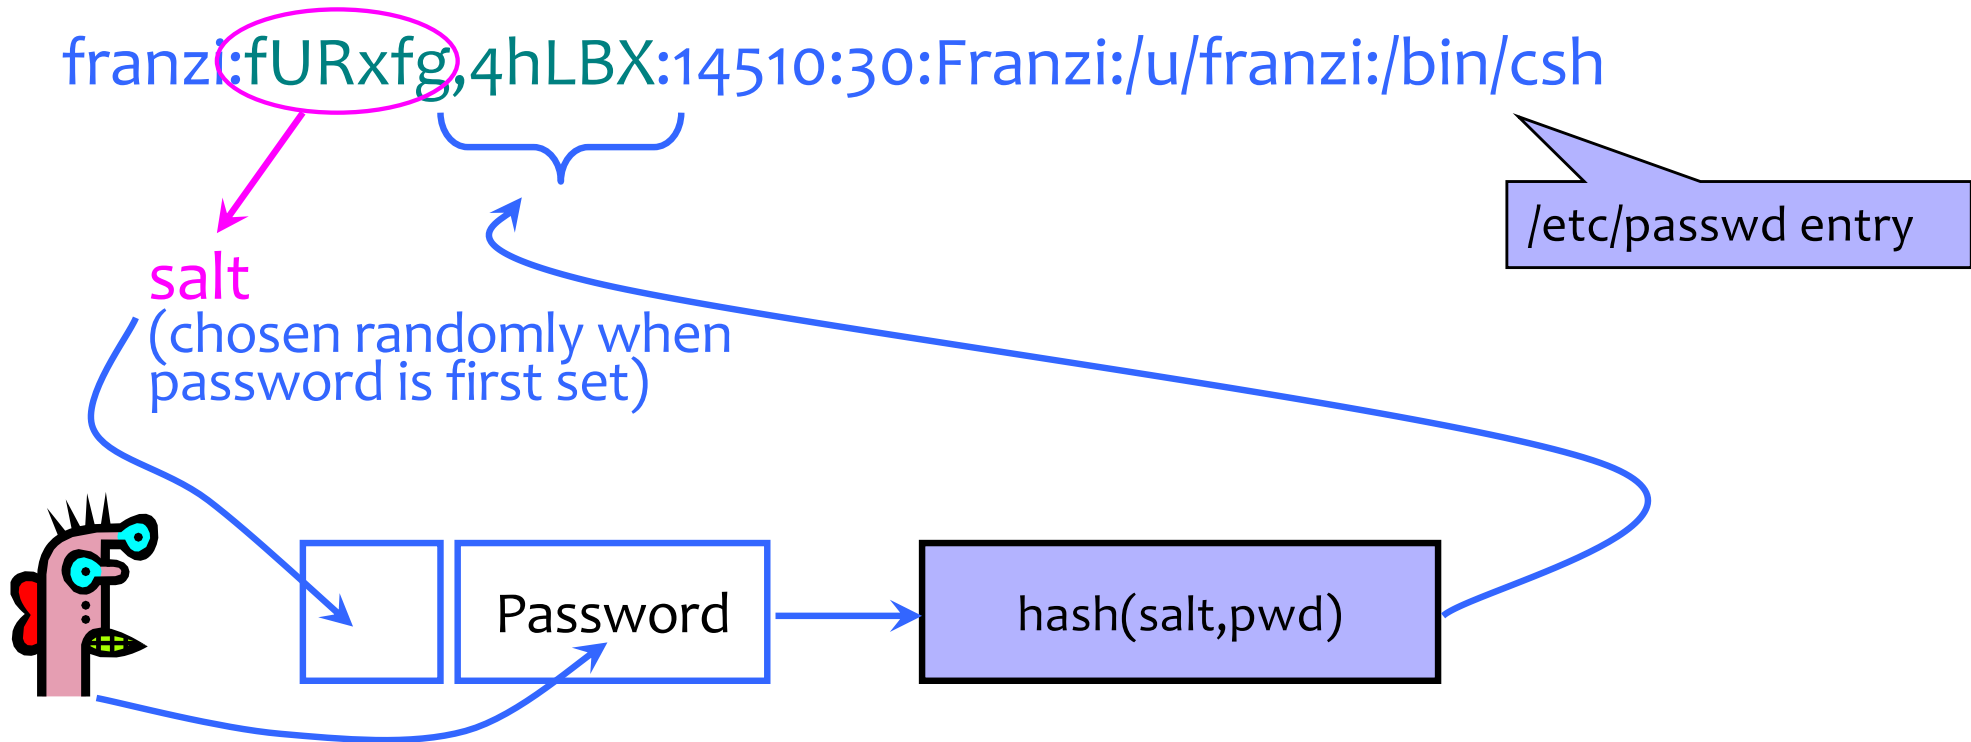 franzi:fURxfg,4hLBX:14510:30:Franzi:/u/franzi:/bin/csh
/etc/passwd entry
salt
(chosen randomly when
password is first set)
Password
hash(salt,pwd)